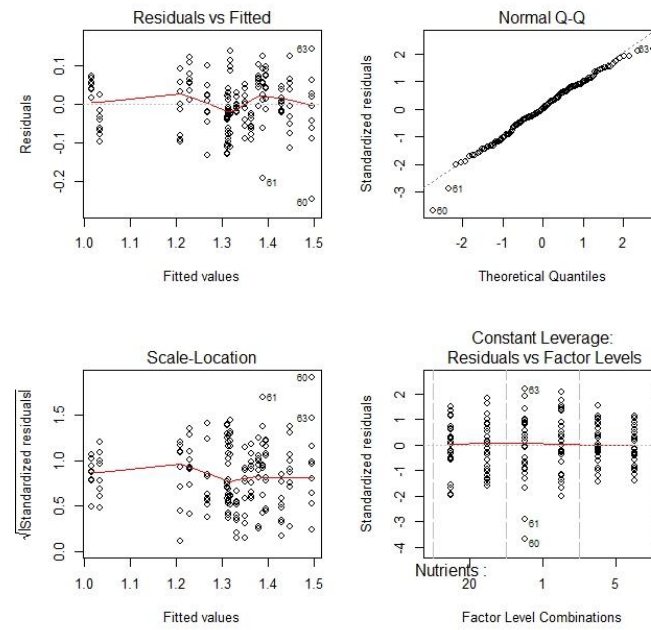 Residuals vs Fitted
Residuals
0.1
0.0
-0.1
-0.2
63
61
60
1.0 1.1 1.2 1.3 1.4 1.5
Fitted values
Normal Q-Q
Standardized residuals
2
1
0
-1
-2
-3
63
61
60
-2 -1 0 1 2
Theoretical Quantiles
Scale-Location
√|Standardized residuals|
1.5
1.0
0.5
0.0
60
61
63
1.0 1.1 1.2 1.3 1.4 1.5
Fitted values
Constant Leverage:
Residuals vs Factor Levels
Standardized residuals
2
1
0
-1
-2
-3
-4
63
61
60
Nutrients :
20 1 5
Factor Level Combinations